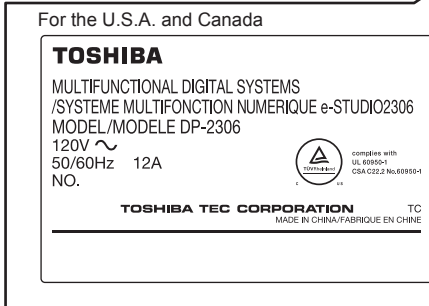 For the U.S.A. and Canada
TOSHIBA
MULTIFUNCTIONAL DIGITAL SYSTEMS
/SYSTEME MULTIFONCTION NUMERIQUE e-STUDIO2306
MODEL/MODELE DP-2306
120V ∿
50/60Hz 12A
NO.
TÜVRheinland
C US
complies with
UL 60950-1
CSA C22.2 No.60950-1
TOSHIBA TEC CORPORATION TC
MADE IN CHINA/FABRIQUE EN CHINE